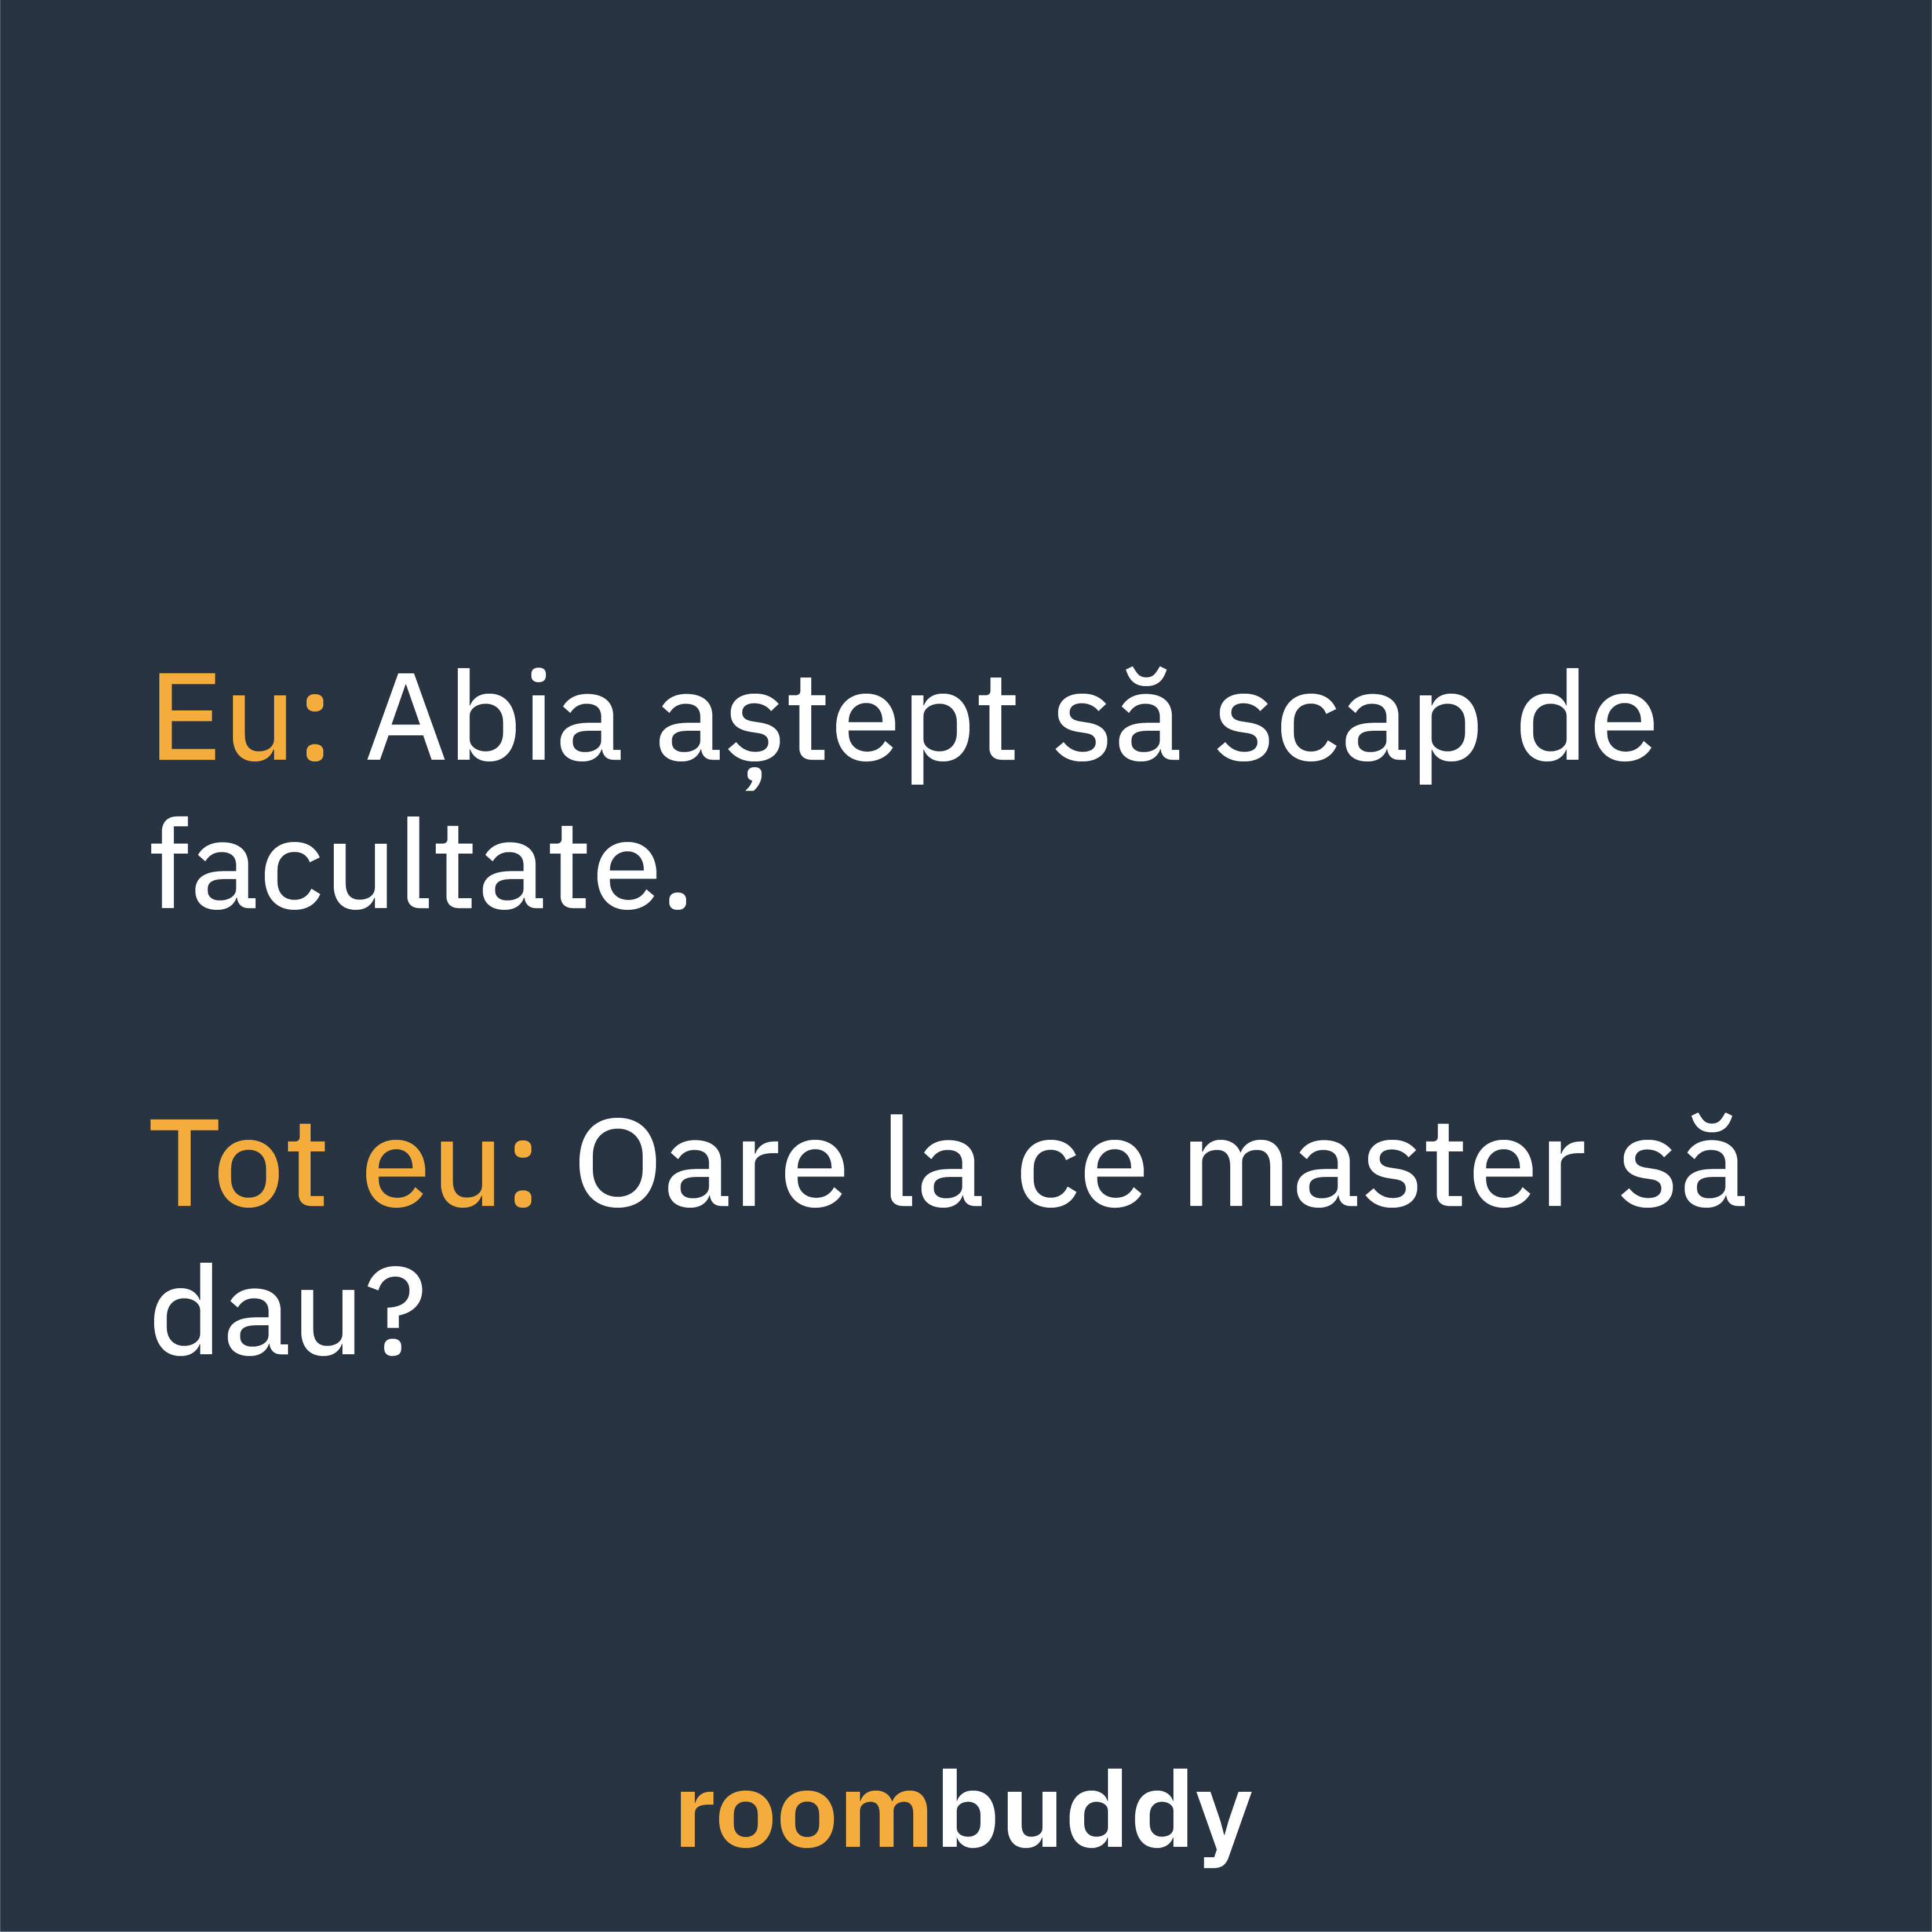 Eu: Abia aștept să scap de
facultate.
Tot eu: Oare la ce master să
dau?
roombuddy